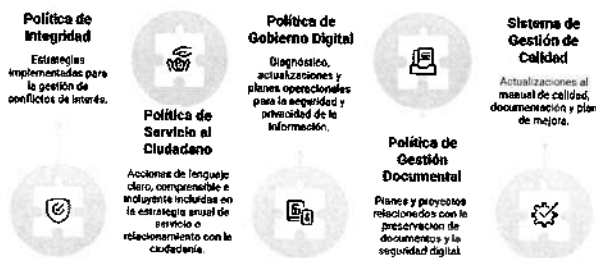 Política de
Integridad
Estrategias
implementadas para
la gestión de
conflictos de interés.
Política de
Servicio al
Ciudadano
Acciones de lenguaje
claro, comprensible e
incluyente incluidas en
la estrategia anual de
servicio o
relacionamiento con la
ciudadanía.
Política de
Gobierno Digital
Diagnóstico,
actualizaciones y
planes operacionales
para la seguridad y
privacidad de la
información.
Política de
Gestión
Documental
Planes y proyectos
relacionados con la
preservación de
documentos y la
seguridad digital.
Sistema de
Gestión de
Calidad
Actualizaciones al
manual de calidad,
documentación y plan
de mejora.